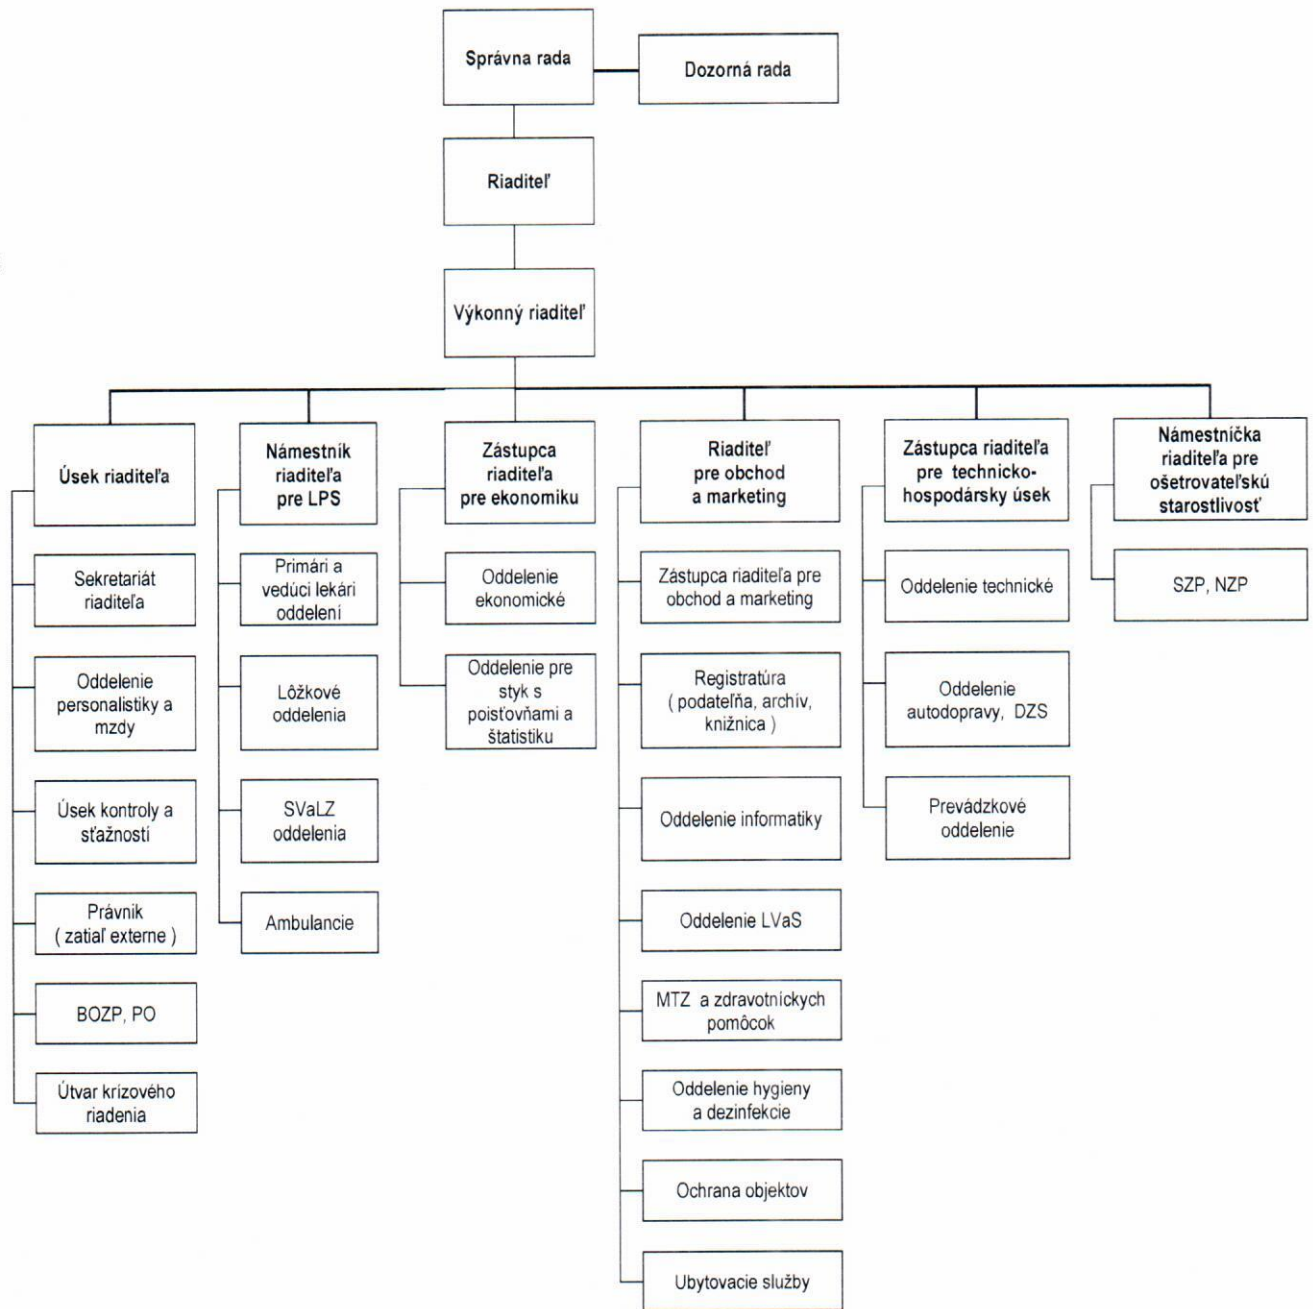 Správna rada
Dozorná rada
Riaditeľ
Výkonný riaditeľ
Úsek riaditeľa
Námestník
riaditeľa
pre LPS
Zástupca
riaditeľa
pre ekonomiku
Riaditeľ
pre obchod
a marketing
Zástupca riaditeľa
pre technicko-
hospodársky úsek
Námestníčka
riaditeľa pre
ošetrovateľskú
starostlivosť
Sekretariát
riaditeľa
Primári a
vedúci lekári
oddelení
Oddelenie
ekonomické
Zástupca riaditeľa pre
obchod a marketing
Oddelenie technické
SZP, NZP
Oddelenie
personalistiky a
mzdy
Lôžkové
oddelenia
Oddelenie pre
styk s
poisťovňami a
štatistiku
Registratúra
( podateľňa, archív,
knižnica )
Oddelenie
autodopravy, DZS
Úsek kontroly a
sťažností
SVaLZ
oddelenia
Oddelenie informatiky
Prevádzkové
oddelenie
Právnik
( zatiaľ externe )
Ambulancie
Oddelenie LVaS
BOZP, PO
MTZ a zdravotníckych
pomôcok
Útvar krízového
riadenia
Oddelenie hygieny
a dezinfekcie
Ochrana objektov
Ubytovacie služby